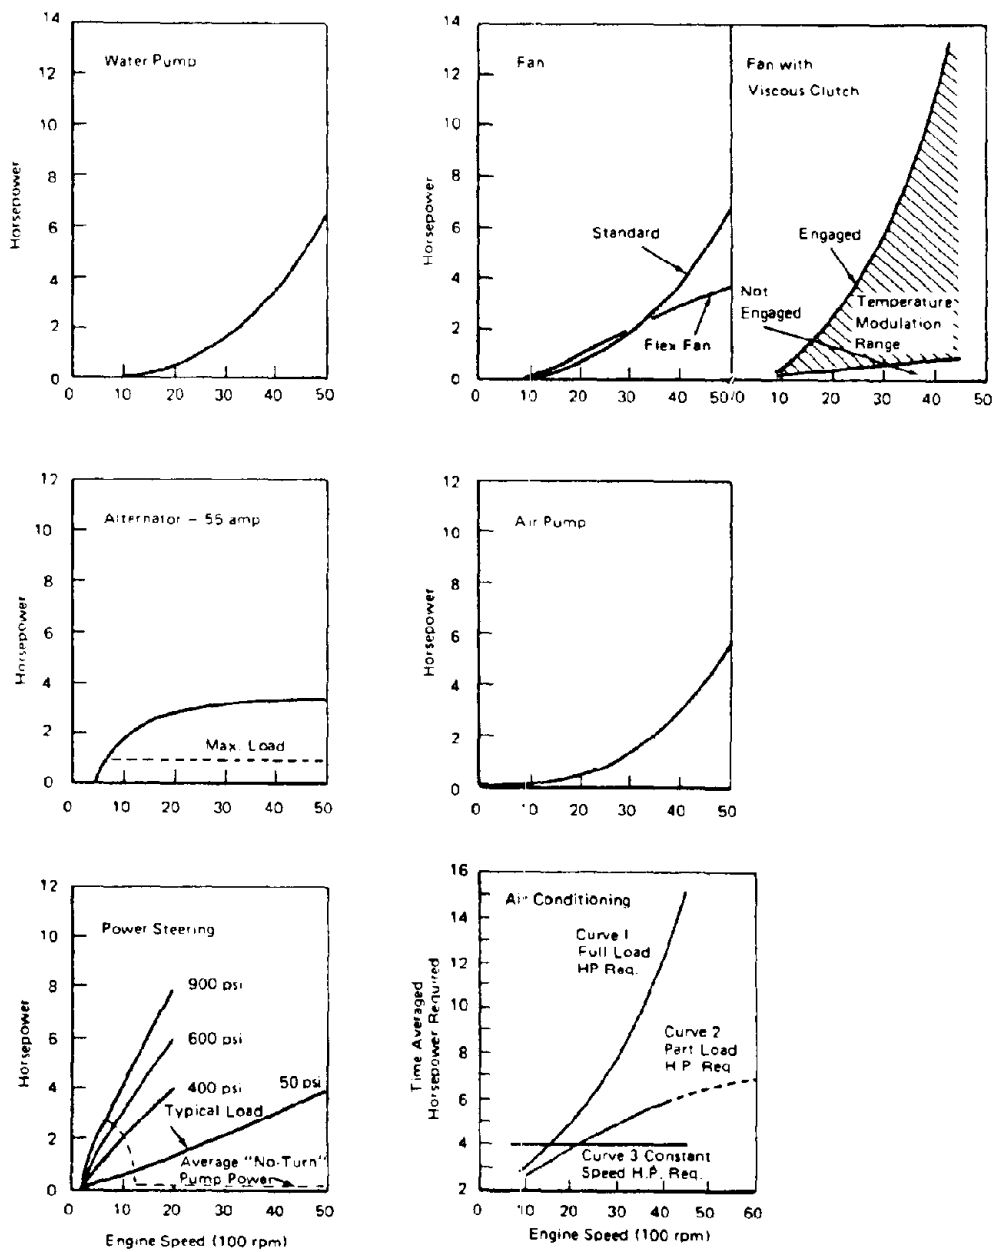 14
12
10
8
6
4
2
0
Horsepower
Water Pump
0 10 20 30 40 50
14
12
10
8
6
4
2
0
Horsepower
Fan
Standard
Flex Fan
10 20 30 40 50/0
Fan with
Viscous Clutch
Engaged
Not
Engaged
Temperature
Modulation
Range
10 20 30 40 50
12
10
8
6
4
2
0
Horsepower
Alternator – 55 amp
Max. Load
0 10 20 30 40 50
12
10
8
6
4
2
0
Horsepower
Air Pump
0 10 20 30 40 50
12
10
8
6
4
2
0
Horsepower
Power Steering
900 psi
600 psi
400 psi
50 psi
Typical Load
Average "No-Turn"
Pump Power
0 10 20 30 40 50
Engine Speed (100 rpm)
16
14
12
10
8
6
4
2
Time Averaged
Horsepower Required
Air Conditioning
Curve 1
Full Load
HP Req.
Curve 2
Part Load
H.P. Req
Curve 3 Constant
Speed H.P. Req.
0 10 20 30 40 50 60
Engine Speed (100 rpm)